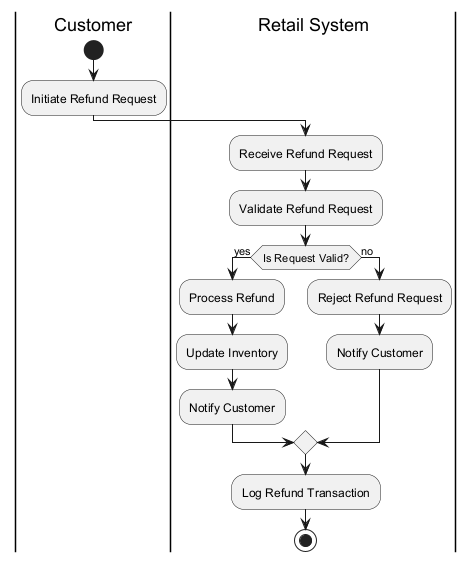 Customer
Retail System
Initiate Refund Request
Receive Refund Request
Validate Refund Request
yes
Is Request Valid?
no
Process Refund
Reject Refund Request
Update Inventory
Notify Customer
Notify Customer
Log Refund Transaction